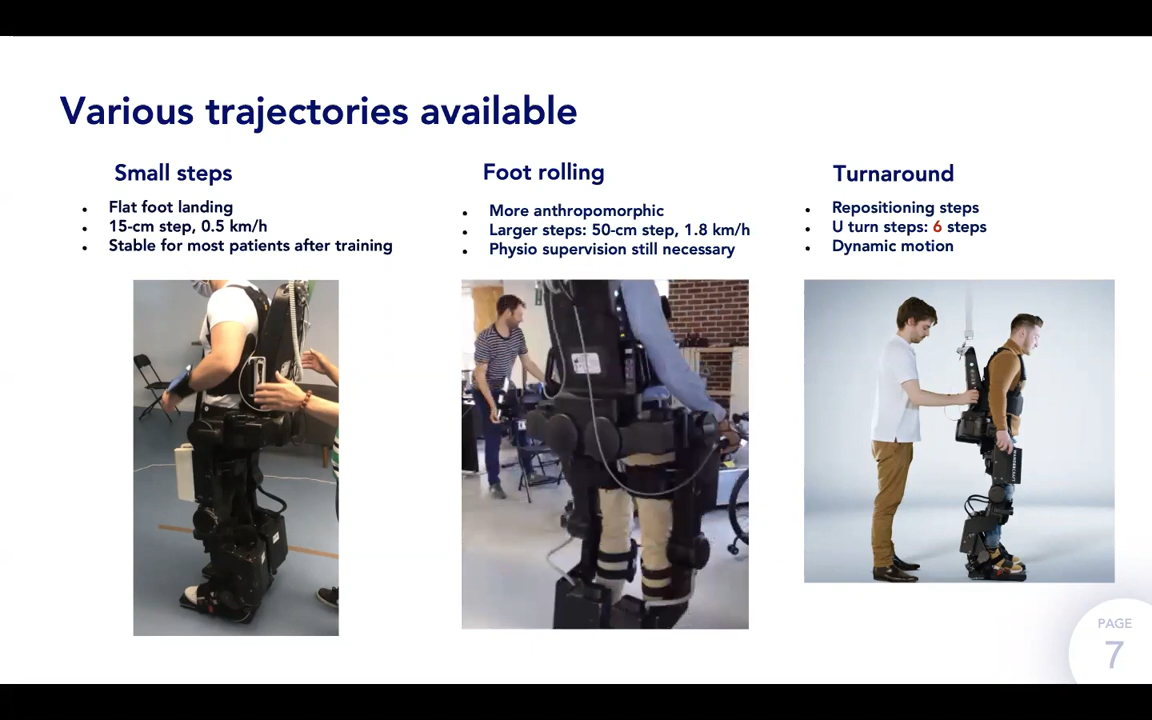 Various trajectories available
Small steps
Flat foot landing
15-cm step, 0.5 km/h
Stable for most patients after training
Foot rolling
More anthropomorphic
Larger steps: 50-cm step, 1.8 km/h
Physio supervision still necessary
Turnaround
Repositioning steps
U turn steps: 6 steps
Dynamic motion
PAGE
7